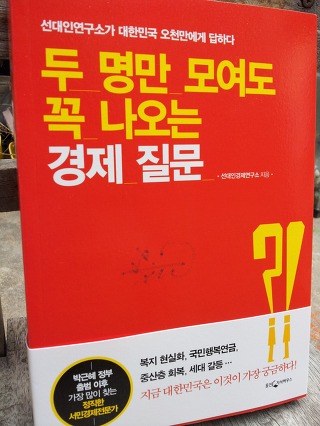 선대인연구소가 대한민국 오천만에게 답하다
두 명만 모여도
꼭 나오는
경제 질문
• 선대인경제연구소 지음 •
?!
복지 현실화, 국민행복연금,
중산층 회복, 세대 갈등 …
지금 대한민국은 이것이 가장 궁금하다!
박근혜 정부
출범 이후
가장 많이 찾는
정직한
서민경제전문가